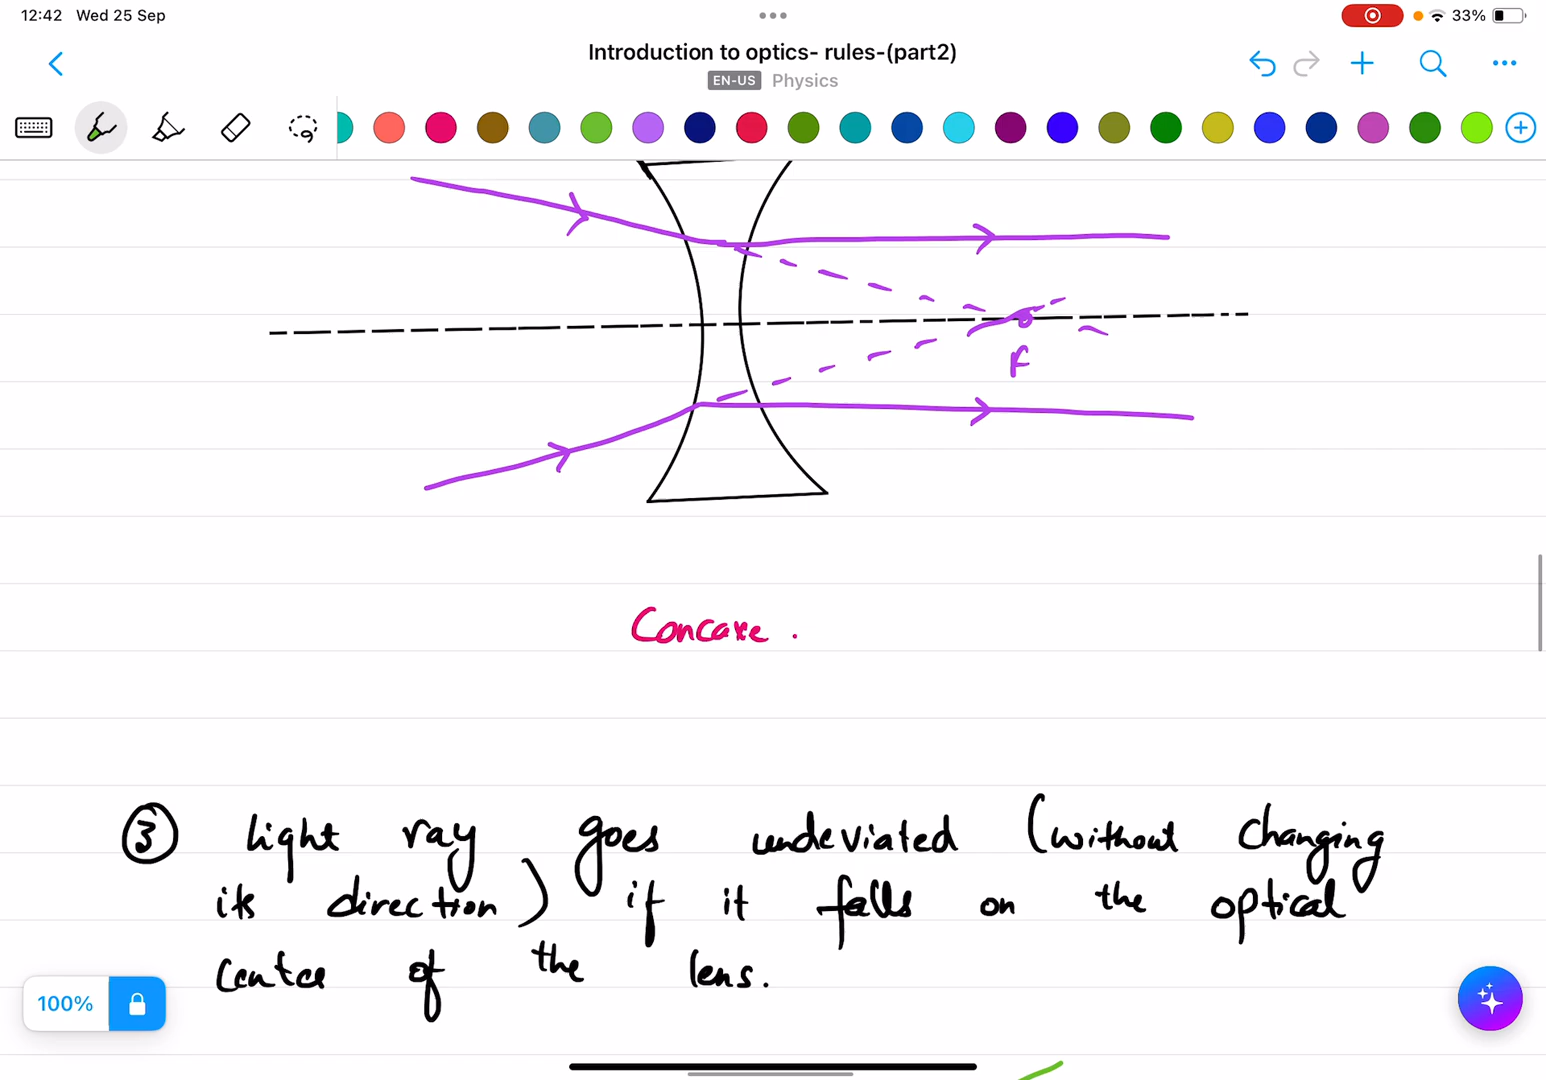 12:42 Wed 25 Sep
33%
Introduction to optics- rules-(part2)
EN-US Physics
F
Concave .
③ light ray goes undeviated (without changing
its direction) if it falls on the optical
center of the lens.
100%